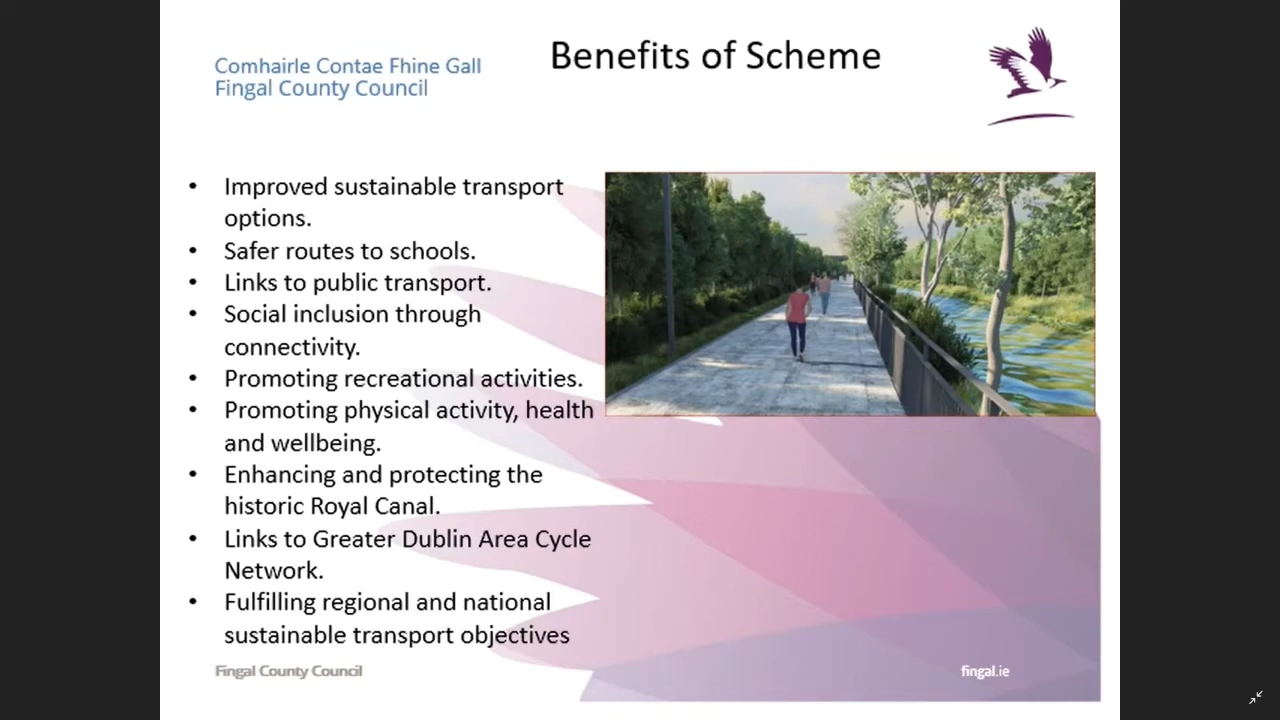 Comhairle Contae Fhine Gall
Fingal County Council
Benefits of Scheme
• Improved sustainable transport
options.
• Safer routes to schools.
• Links to public transport.
• Social inclusion through
connectivity.
• Promoting recreational activities.
• Promoting physical activity, health
and wellbeing.
• Enhancing and protecting the
historic Royal Canal.
• Links to Greater Dublin Area Cycle
Network.
• Fulfilling regional and national
sustainable transport objectives
Fingal County Council
fingal.ie